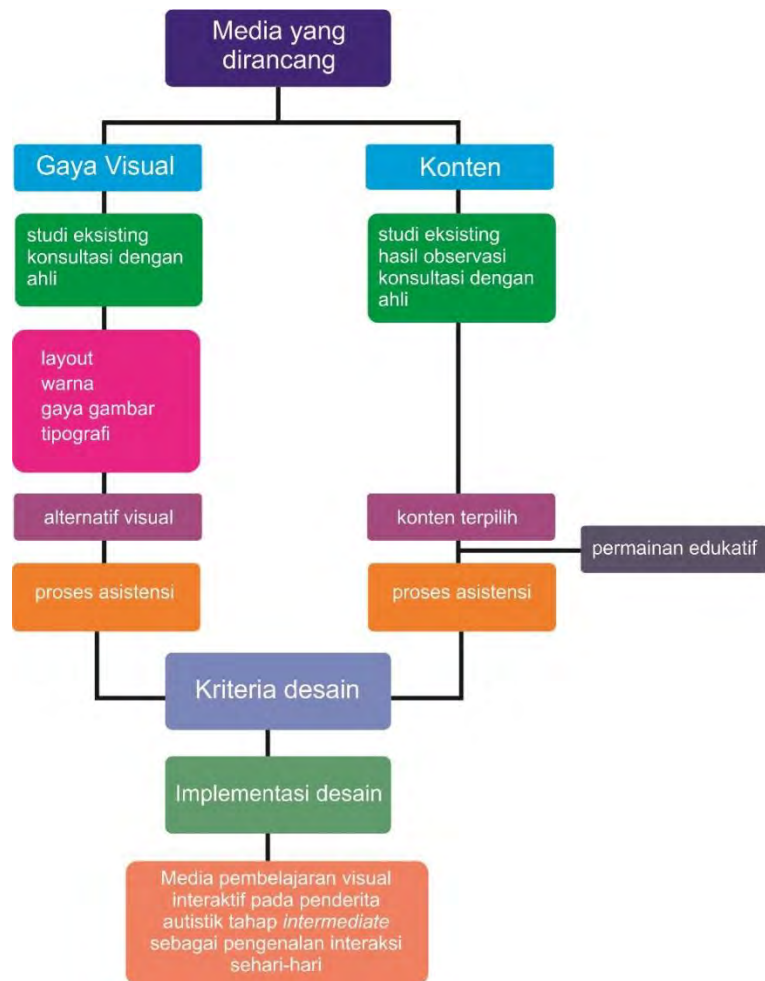 Media yang
dirancang
Gaya Visual
studi eksisting
konsultasi dengan
ahli
layout
warna
gaya gambar
tipografi
alternatif visual
proses asistensi
Konten
studi eksisting
hasil observasi
konsultasi dengan
ahli
konten terpilih
permainan edukatif
proses asistensi
Kriteria desain
Implementasi desain
Media pembelajaran visual
interaktif pada penderita
autistik tahap intermediate
sebagai pengenalan interaksi
sehari-hari